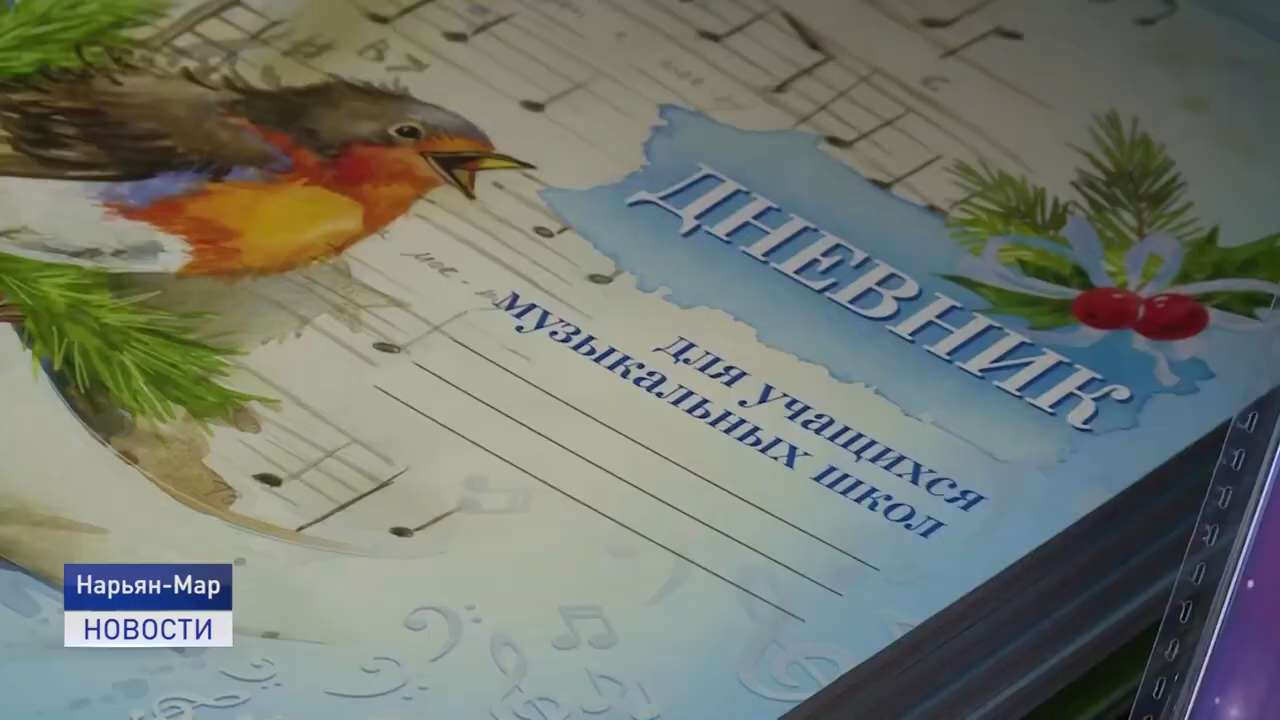 ДНЕВНИК
для учащихся
музыкальных школ
Нарьян-Мар
НОВОСТИ